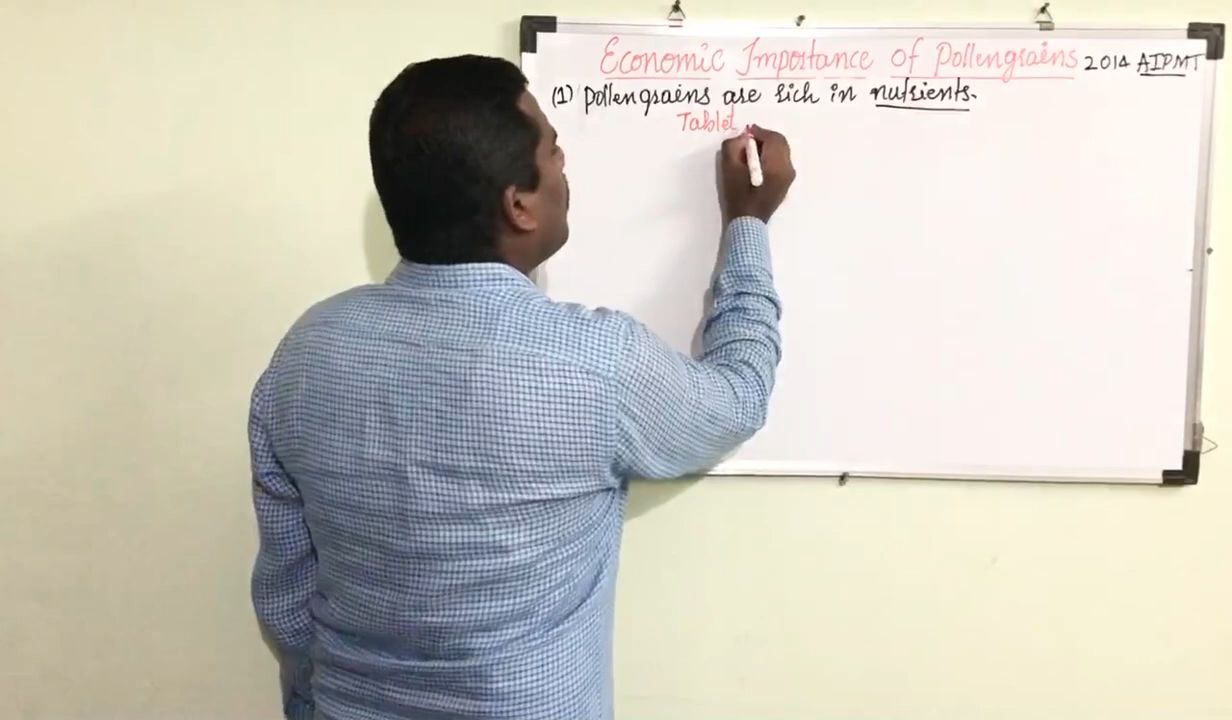 Economic Importance of Pollengrains 2014 AIPMT
(1) Pollengrains are rich in nutrients.
Tablet